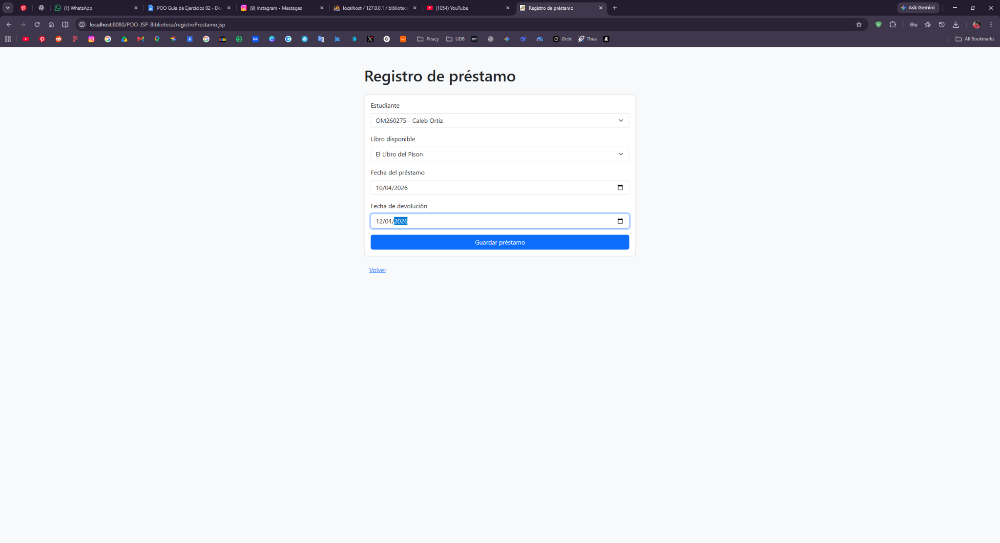 (1) WhatsApp
POO Guia de Ejercicios 02 - Do
(9) Instagram • Messages
localhost / 127.0.0.1 / bibliotec
(1054) YouTube
Registro de préstamo
Ask Gemini
localhost:8080/POO-JSP-Biblioteca/registroPrestamo.jsp
Piracy
UDB
mt
Grok
Thea
All Bookmarks
Registro de préstamo
Estudiante
OM260275 - Caleb Ortiz
Libro disponible
El Libro del Pison
Fecha del préstamo
10/04/2026
Fecha de devolución
12/04/2026
Guardar préstamo
Volver